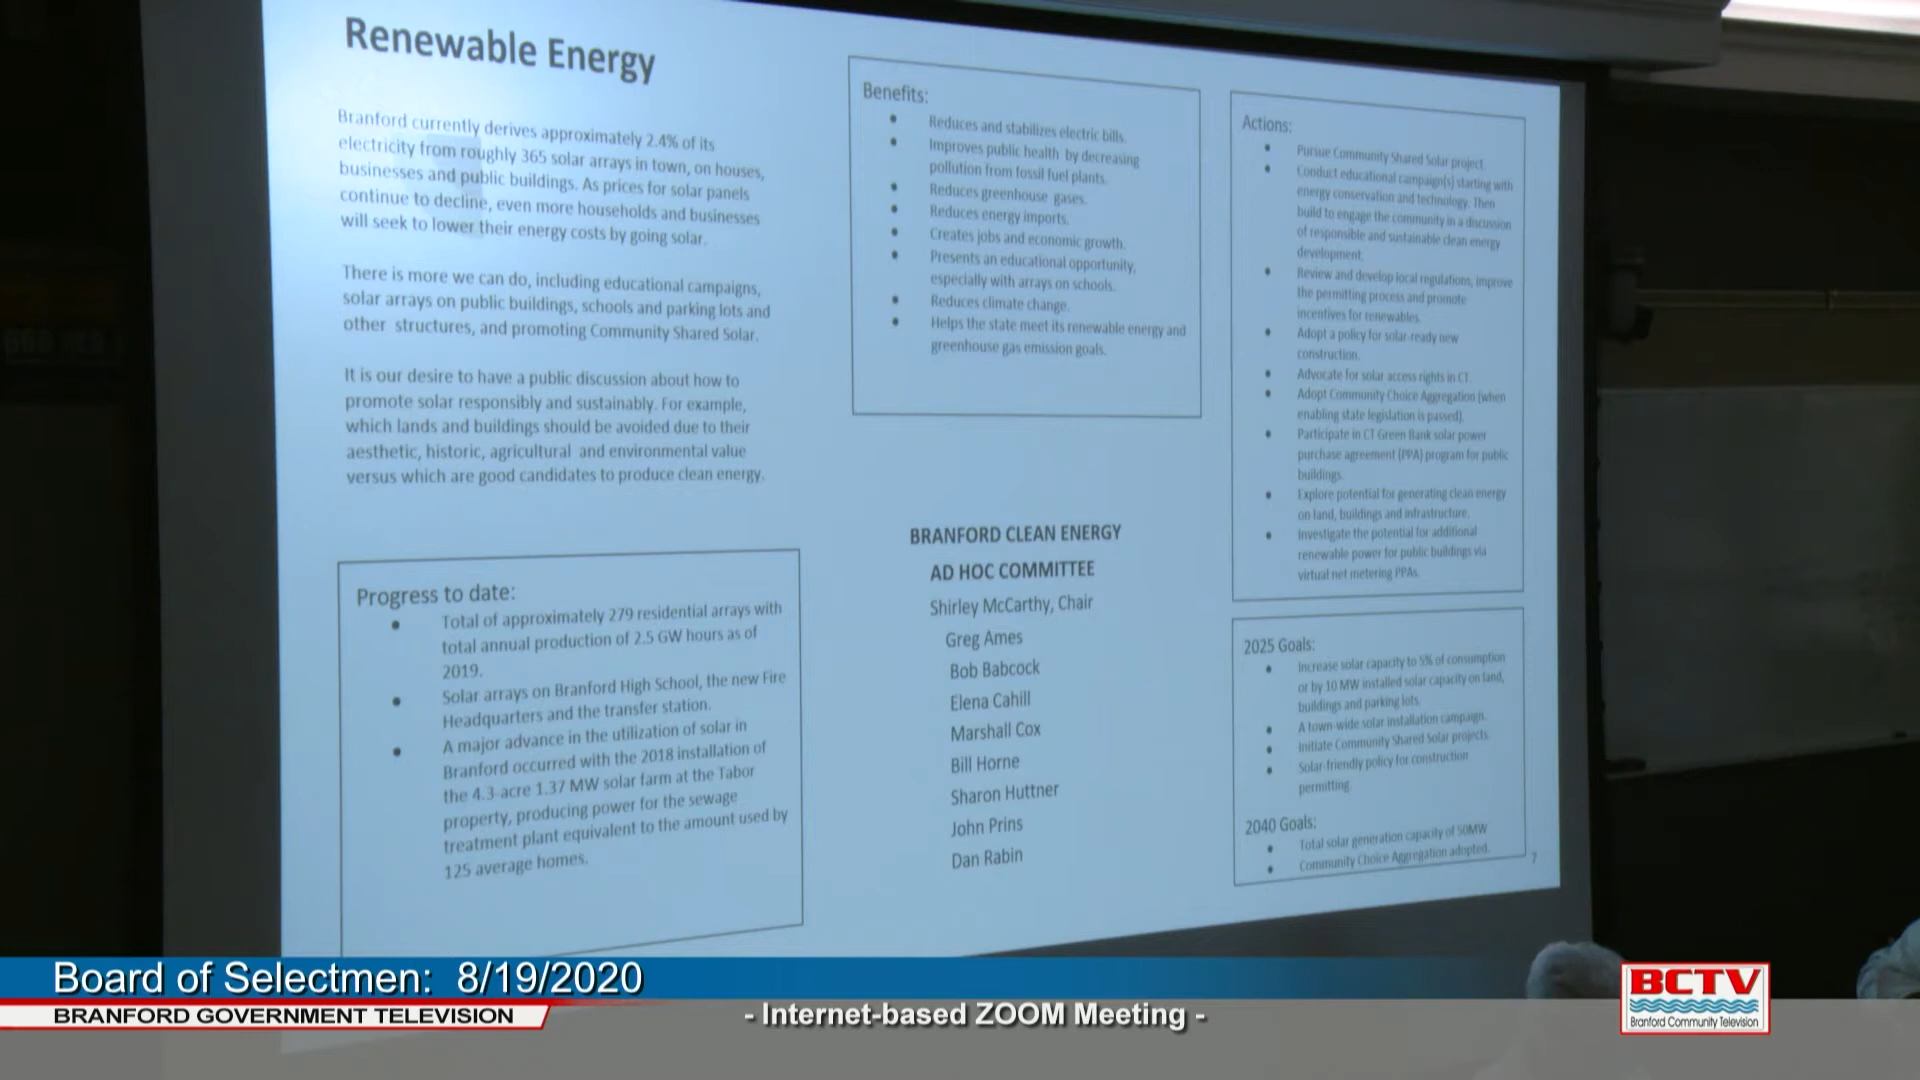 Renewable Energy
Branford currently derives approximately 2.4% of its
electricity from roughly 365 solar arrays in town, on houses,
businesses and public buildings. As prices for solar panels
continue to decline, even more households and businesses
will seek to lower their energy costs by going solar.
There is more we can do, including educational campaigns,
solar arrays on public buildings, schools and parking lots and
other structures, and promoting Community Shared Solar.
It is our desire to have a public discussion about how to
promote solar responsibly and sustainably. For example,
which lands and buildings should be avoided due to their
aesthetic, historic, agricultural and environmental value
versus which are good candidates to produce clean energy.
Progress to date:
• Total of approximately 279 residential arrays with
total annual production of 2.5 GW hours as of
2019.
• Solar arrays on Branford High School, the new Fire
Headquarters and the transfer station.
• A major advance in the utilization of solar in
Branford occurred with the 2018 installation of
the 4.3-acre 1.37 MW solar farm at the Tabor
property, producing power for the sewage
treatment plant equivalent to the amount used by
125 average homes.
Benefits:
• Reduces and stabilizes electric bills.
• Improves public health by decreasing
pollution from fossil fuel plants.
• Reduces greenhouse gases.
• Reduces energy imports.
• Creates jobs and economic growth.
• Presents an educational opportunity,
especially with arrays on schools.
• Reduces climate change.
• Helps the state meet its renewable energy and
greenhouse gas emission goals.
BRANFORD CLEAN ENERGY
AD HOC COMMITTEE
Shirley McCarthy, Chair
Greg Ames
Bob Babcock
Elena Cahill
Marshall Cox
Bill Horne
Sharon Huttner
John Prins
Dan Rabin
Actions:
• Pursue Community Shared Solar project.
• Conduct educational campaign(s) starting with
energy conservation and technology. Then
build to engage the community in a discussion
of responsible and sustainable clean energy
development.
• Review and develop local regulations, improve
the permitting process and promote
incentives for renewables.
• Adopt a policy for solar-ready new
construction.
• Advocate for solar access rights in CT.
• Adopt Community Choice Aggregation (when
enabling state legislation is passed).
• Participate in CT Green Bank solar power
purchase agreement (PPA) program for public
buildings.
• Explore potential for generating clean energy
on land, buildings and infrastructure.
• Investigate the potential for additional
renewable power for public buildings via
virtual net metering PPAs.
2025 Goals:
• Increase solar capacity to 5% of consumption
or by 10 MW installed solar capacity on land,
buildings and parking lots.
• A town-wide solar installation campaign.
• Initiate Community Shared Solar projects.
• Solar-friendly policy for construction
permitting.
2040 Goals:
• Total solar generation capacity of 50MW
• Community Choice Aggregation adopted.
7
Board of Selectmen: 8/19/2020
BRANFORD GOVERNMENT TELEVISION
- Internet-based ZOOM Meeting -
BCTV
Branford Community Television